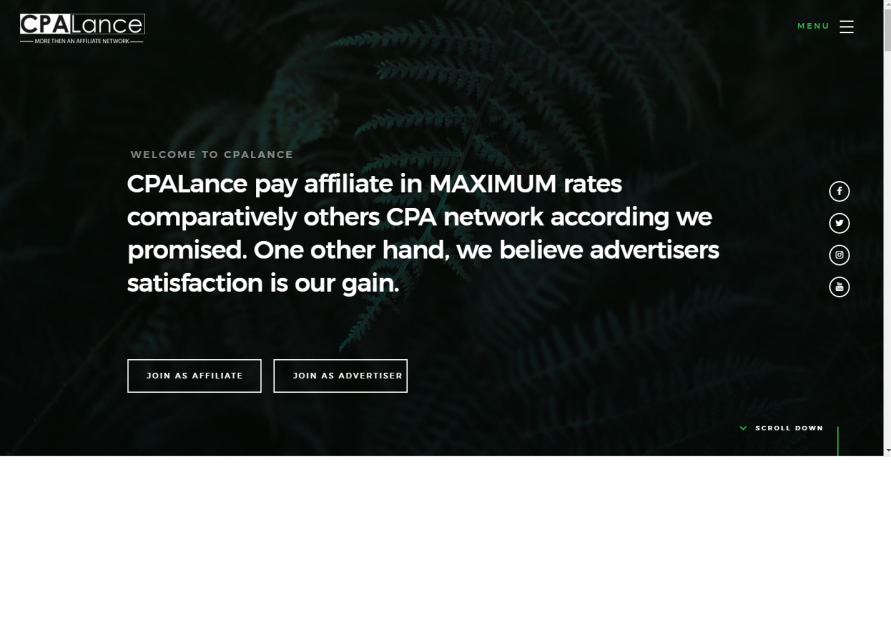 CPALance
MORE THEN AN AFFILIATE NETWORK
MENU
WELCOME TO CPALANCE
CPALance pay affiliate in MAXIMUM rates
comparatively others CPA network according we
promised. One other hand, we believe advertisers
satisfaction is our gain.
JOIN AS AFFILIATE
JOIN AS ADVERTISER
SCROLL DOWN